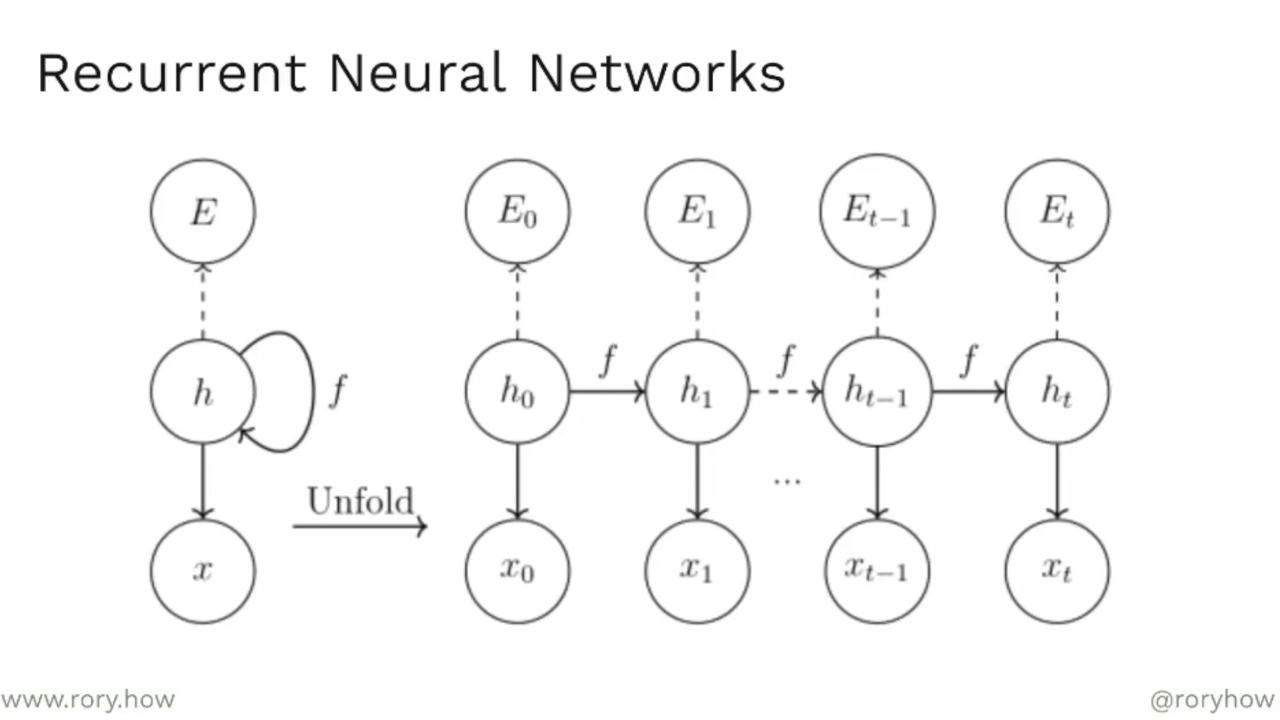 Recurrent Neural Networks
E E₀ E₁ Eₜ₋₁ Eₜ
f f f
h f h₀ h₁ hₜ₋₁ hₜ
...
Unfold
x x₀ x₁ xₜ₋₁ xₜ
www.rory.how @roryhow